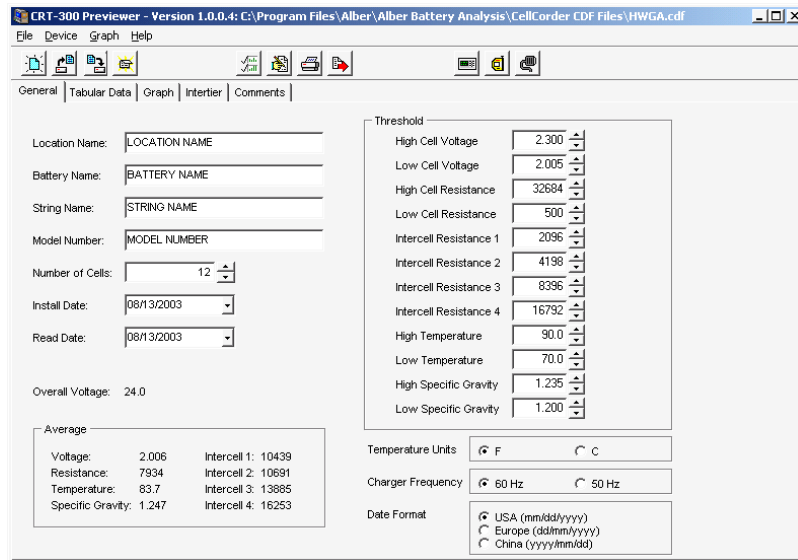 CRT-300 Previewer - Version 1.0.0.4: C:\Program Files\Alber\Alber Battery Analysis\CellCorder CDF Files\HWGA.cdf
File Device Graph Help
General Tabular Data Graph Intertier Comments
Location Name: LOCATION NAME
Battery Name: BATTERY NAME
String Name: STRING NAME
Model Number: MODEL NUMBER
Number of Cells: 12
Install Date: 08/13/2003
Read Date: 08/13/2003
Overall Voltage: 24.0
Average
Voltage: 2.006 Intercell 1: 10439
Resistance: 7934 Intercell 2: 10691
Temperature: 83.7 Intercell 3: 13885
Specific Gravity: 1.247 Intercell 4: 16253
Threshold
High Cell Voltage 2.300
Low Cell Voltage 2.005
High Cell Resistance 32684
Low Cell Resistance 500
Intercell Resistance 1 2096
Intercell Resistance 2 4198
Intercell Resistance 3 8396
Intercell Resistance 4 16792
High Temperature 90.0
Low Temperature 70.0
High Specific Gravity 1.235
Low Specific Gravity 1.200
Temperature Units F C
Charger Frequency 60 Hz 50 Hz
Date Format USA (mm/dd/yyyy)
Europe (dd/mm/yyyy)
China (yyyy/mm/dd)